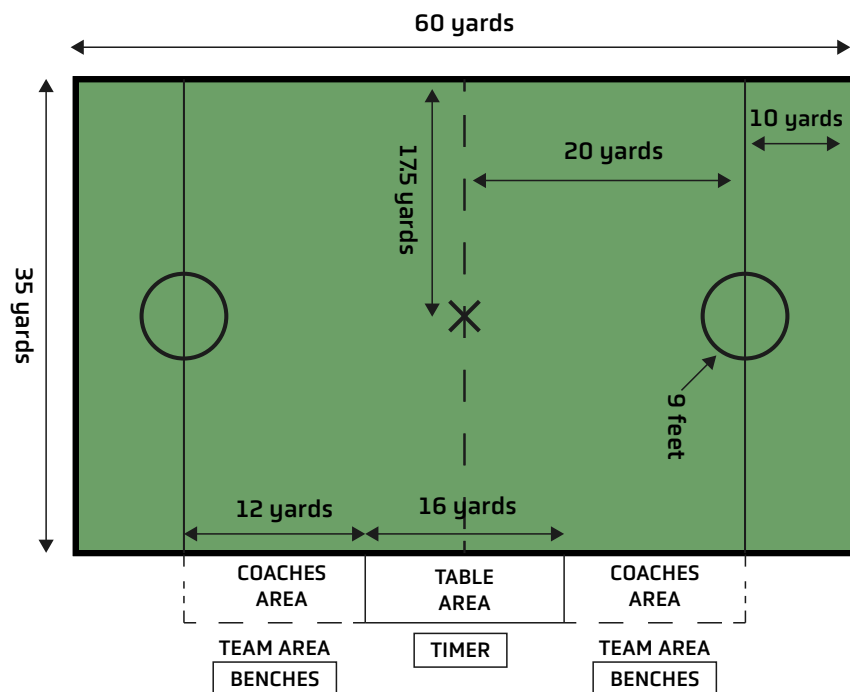 60 yards
10 yards
20 yards
17.5 yards
35 yards
9 feet
12 yards
16 yards
COACHES
AREA
TABLE
AREA
COACHES
AREA
TEAM AREA
BENCHES
TIMER
TEAM AREA
BENCHES